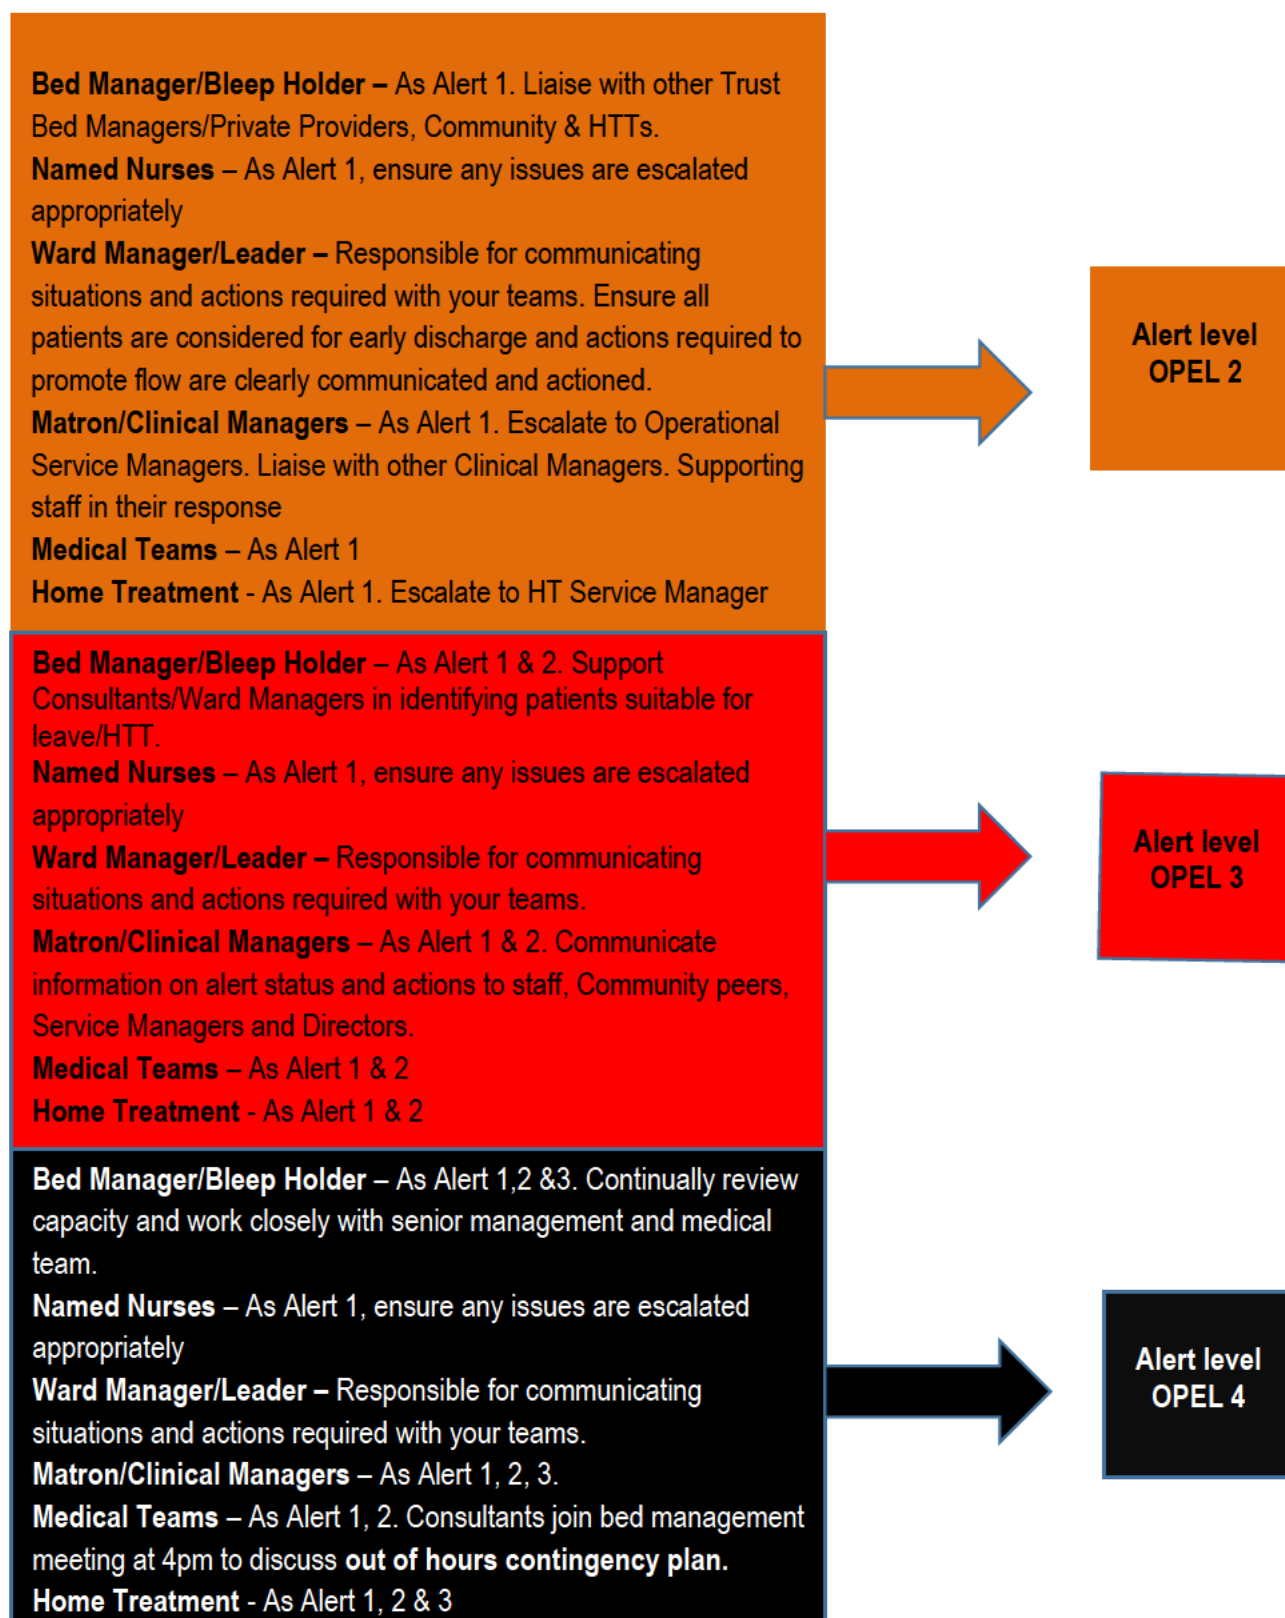 Bed Manager/Bleep Holder – As Alert 1. Liaise with other Trust
Bed Managers/Private Providers, Community & HTTs.
Named Nurses – As Alert 1, ensure any issues are escalated
appropriately
Ward Manager/Leader – Responsible for communicating
situations and actions required with your teams. Ensure all
patients are considered for early discharge and actions required to
promote flow are clearly communicated and actioned.
Matron/Clinical Managers – As Alert 1. Escalate to Operational
Service Managers. Liaise with other Clinical Managers. Supporting
staff in their response
Medical Teams – As Alert 1
Home Treatment - As Alert 1. Escalate to HT Service Manager
Alert level
OPEL 2
Bed Manager/Bleep Holder – As Alert 1 & 2. Support
Consultants/Ward Managers in identifying patients suitable for
leave/HTT.
Named Nurses – As Alert 1, ensure any issues are escalated
appropriately
Ward Manager/Leader – Responsible for communicating
situations and actions required with your teams.
Matron/Clinical Managers – As Alert 1 & 2. Communicate
information on alert status and actions to staff, Community peers,
Service Managers and Directors.
Medical Teams – As Alert 1 & 2
Home Treatment - As Alert 1 & 2
Alert level
OPEL 3
Bed Manager/Bleep Holder – As Alert 1,2 &3. Continually review
capacity and work closely with senior management and medical
team.
Named Nurses – As Alert 1, ensure any issues are escalated
appropriately
Ward Manager/Leader – Responsible for communicating
situations and actions required with your teams.
Matron/Clinical Managers – As Alert 1, 2, 3.
Medical Teams – As Alert 1, 2. Consultants join bed management
meeting at 4pm to discuss out of hours contingency plan.
Home Treatment - As Alert 1, 2 & 3
Alert level
OPEL 4